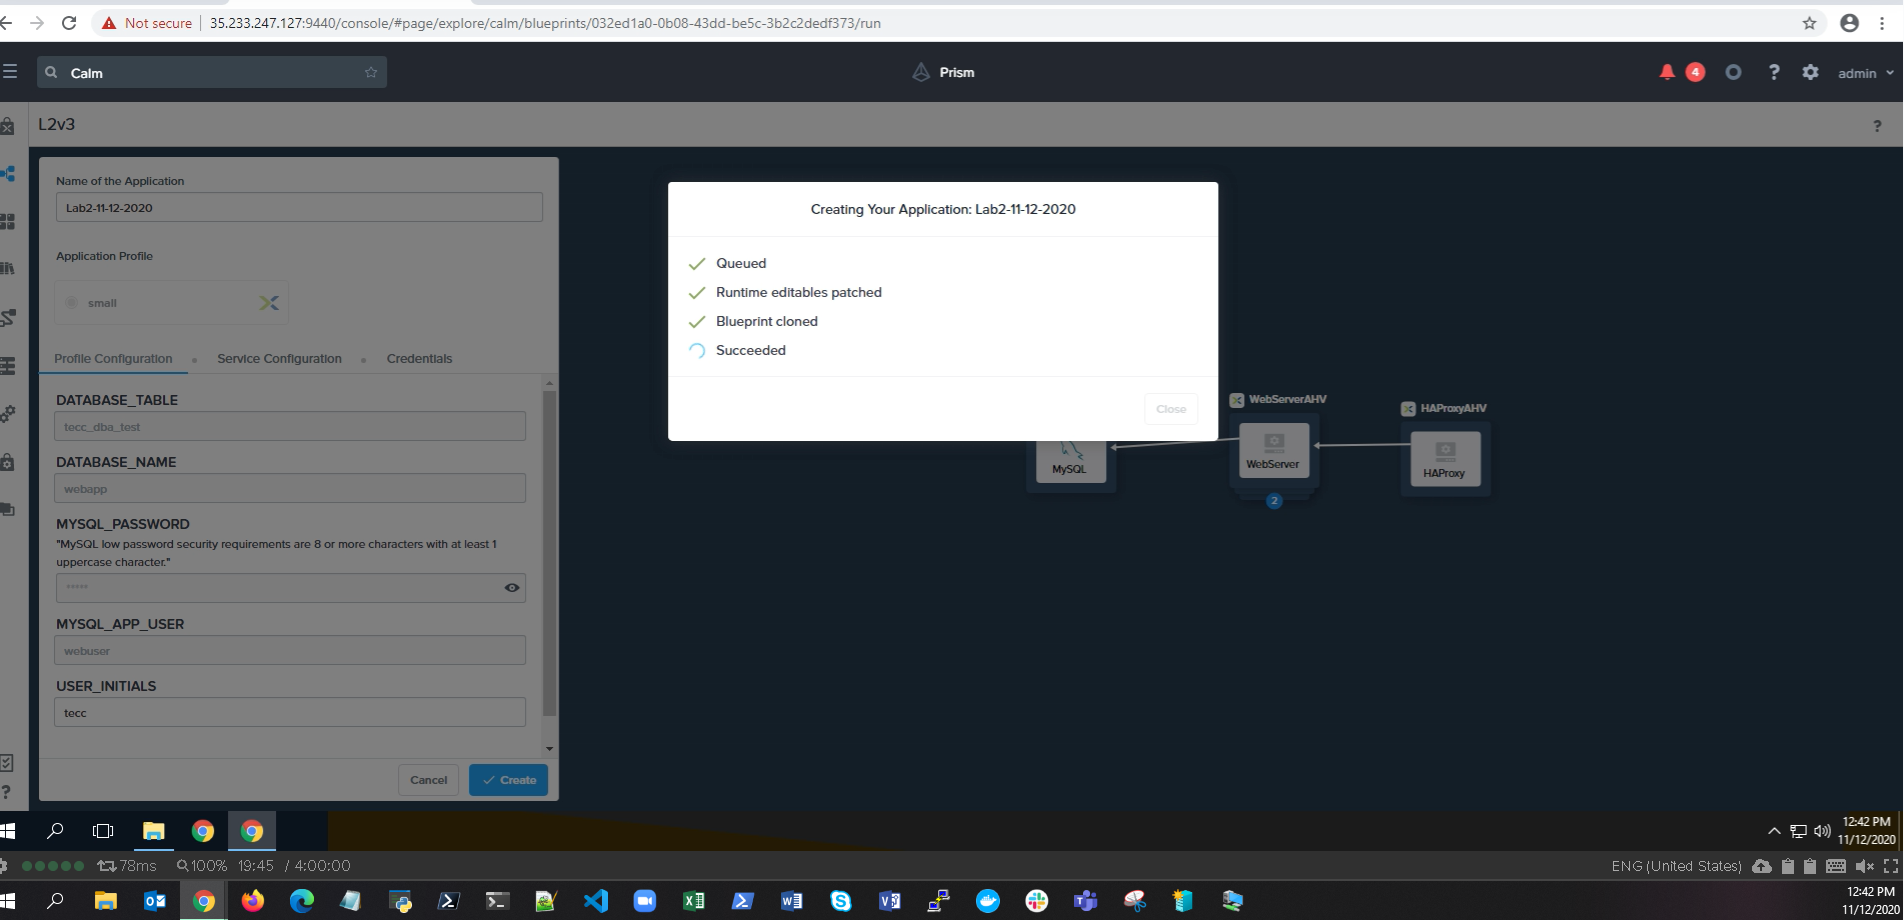 Not secure
35.233.247.127:9440/console/#page/explore/calm/blueprints/032ed1a0-0b08-43dd-be5c-3b2c2dedf373/run
Calm
Prism
4
?
admin
L2v3
?
Name of the Application
Lab2-11-12-2020
Application Profile
small
Profile Configuration
Service Configuration
Credentials
DATABASE_TABLE
tecc_dba_test
DATABASE_NAME
webapp
MYSQL_PASSWORD
"MySQL low password security requirements are 8 or more characters with at least 1
uppercase character."
*****
MYSQL_APP_USER
webuser
USER_INITIALS
tecc
Cancel
Create
?
Creating Your Application: Lab2-11-12-2020
Queued
Runtime editables patched
Blueprint cloned
Succeeded
Close
WebServerAHV
HAProxyAHV
MySQL
WebServer
HAProxy
2
12:42 PM
11/12/2020
78ms
100%
19:45 / 4:00:00
ENG (United States)
12:42 PM
11/12/2020